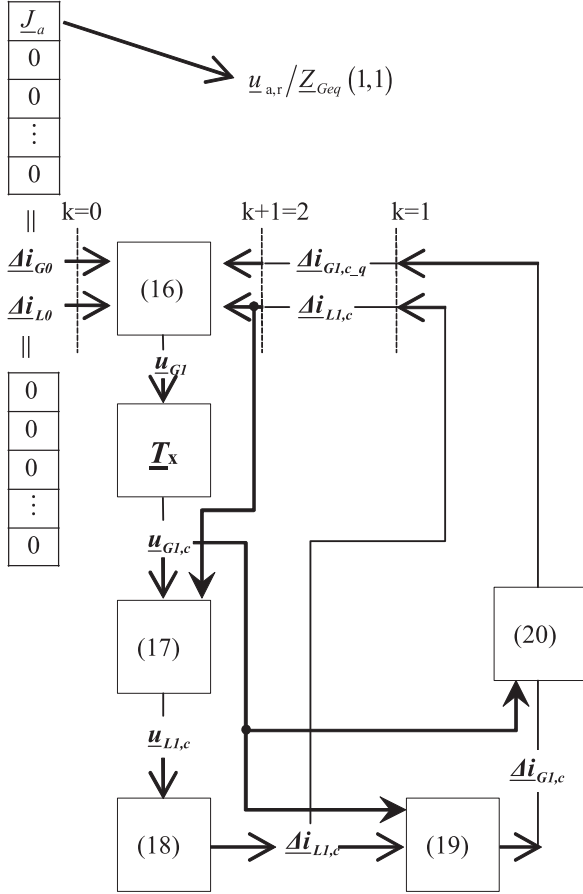 J_a
0
0
⋮
0
u_a,r/Z_Geq (1,1)
=
k=0
k+1=2
k=1
Δi_G0
Δi_G1,c_q
(16)
Δi_L0
Δi_L1,c
=
u_G1
0
0
0
⋮
0
T_x
u_G1,c
(17)
(20)
u_L1,c
Δi_G1,c
(18)
Δi_L1,c
(19)